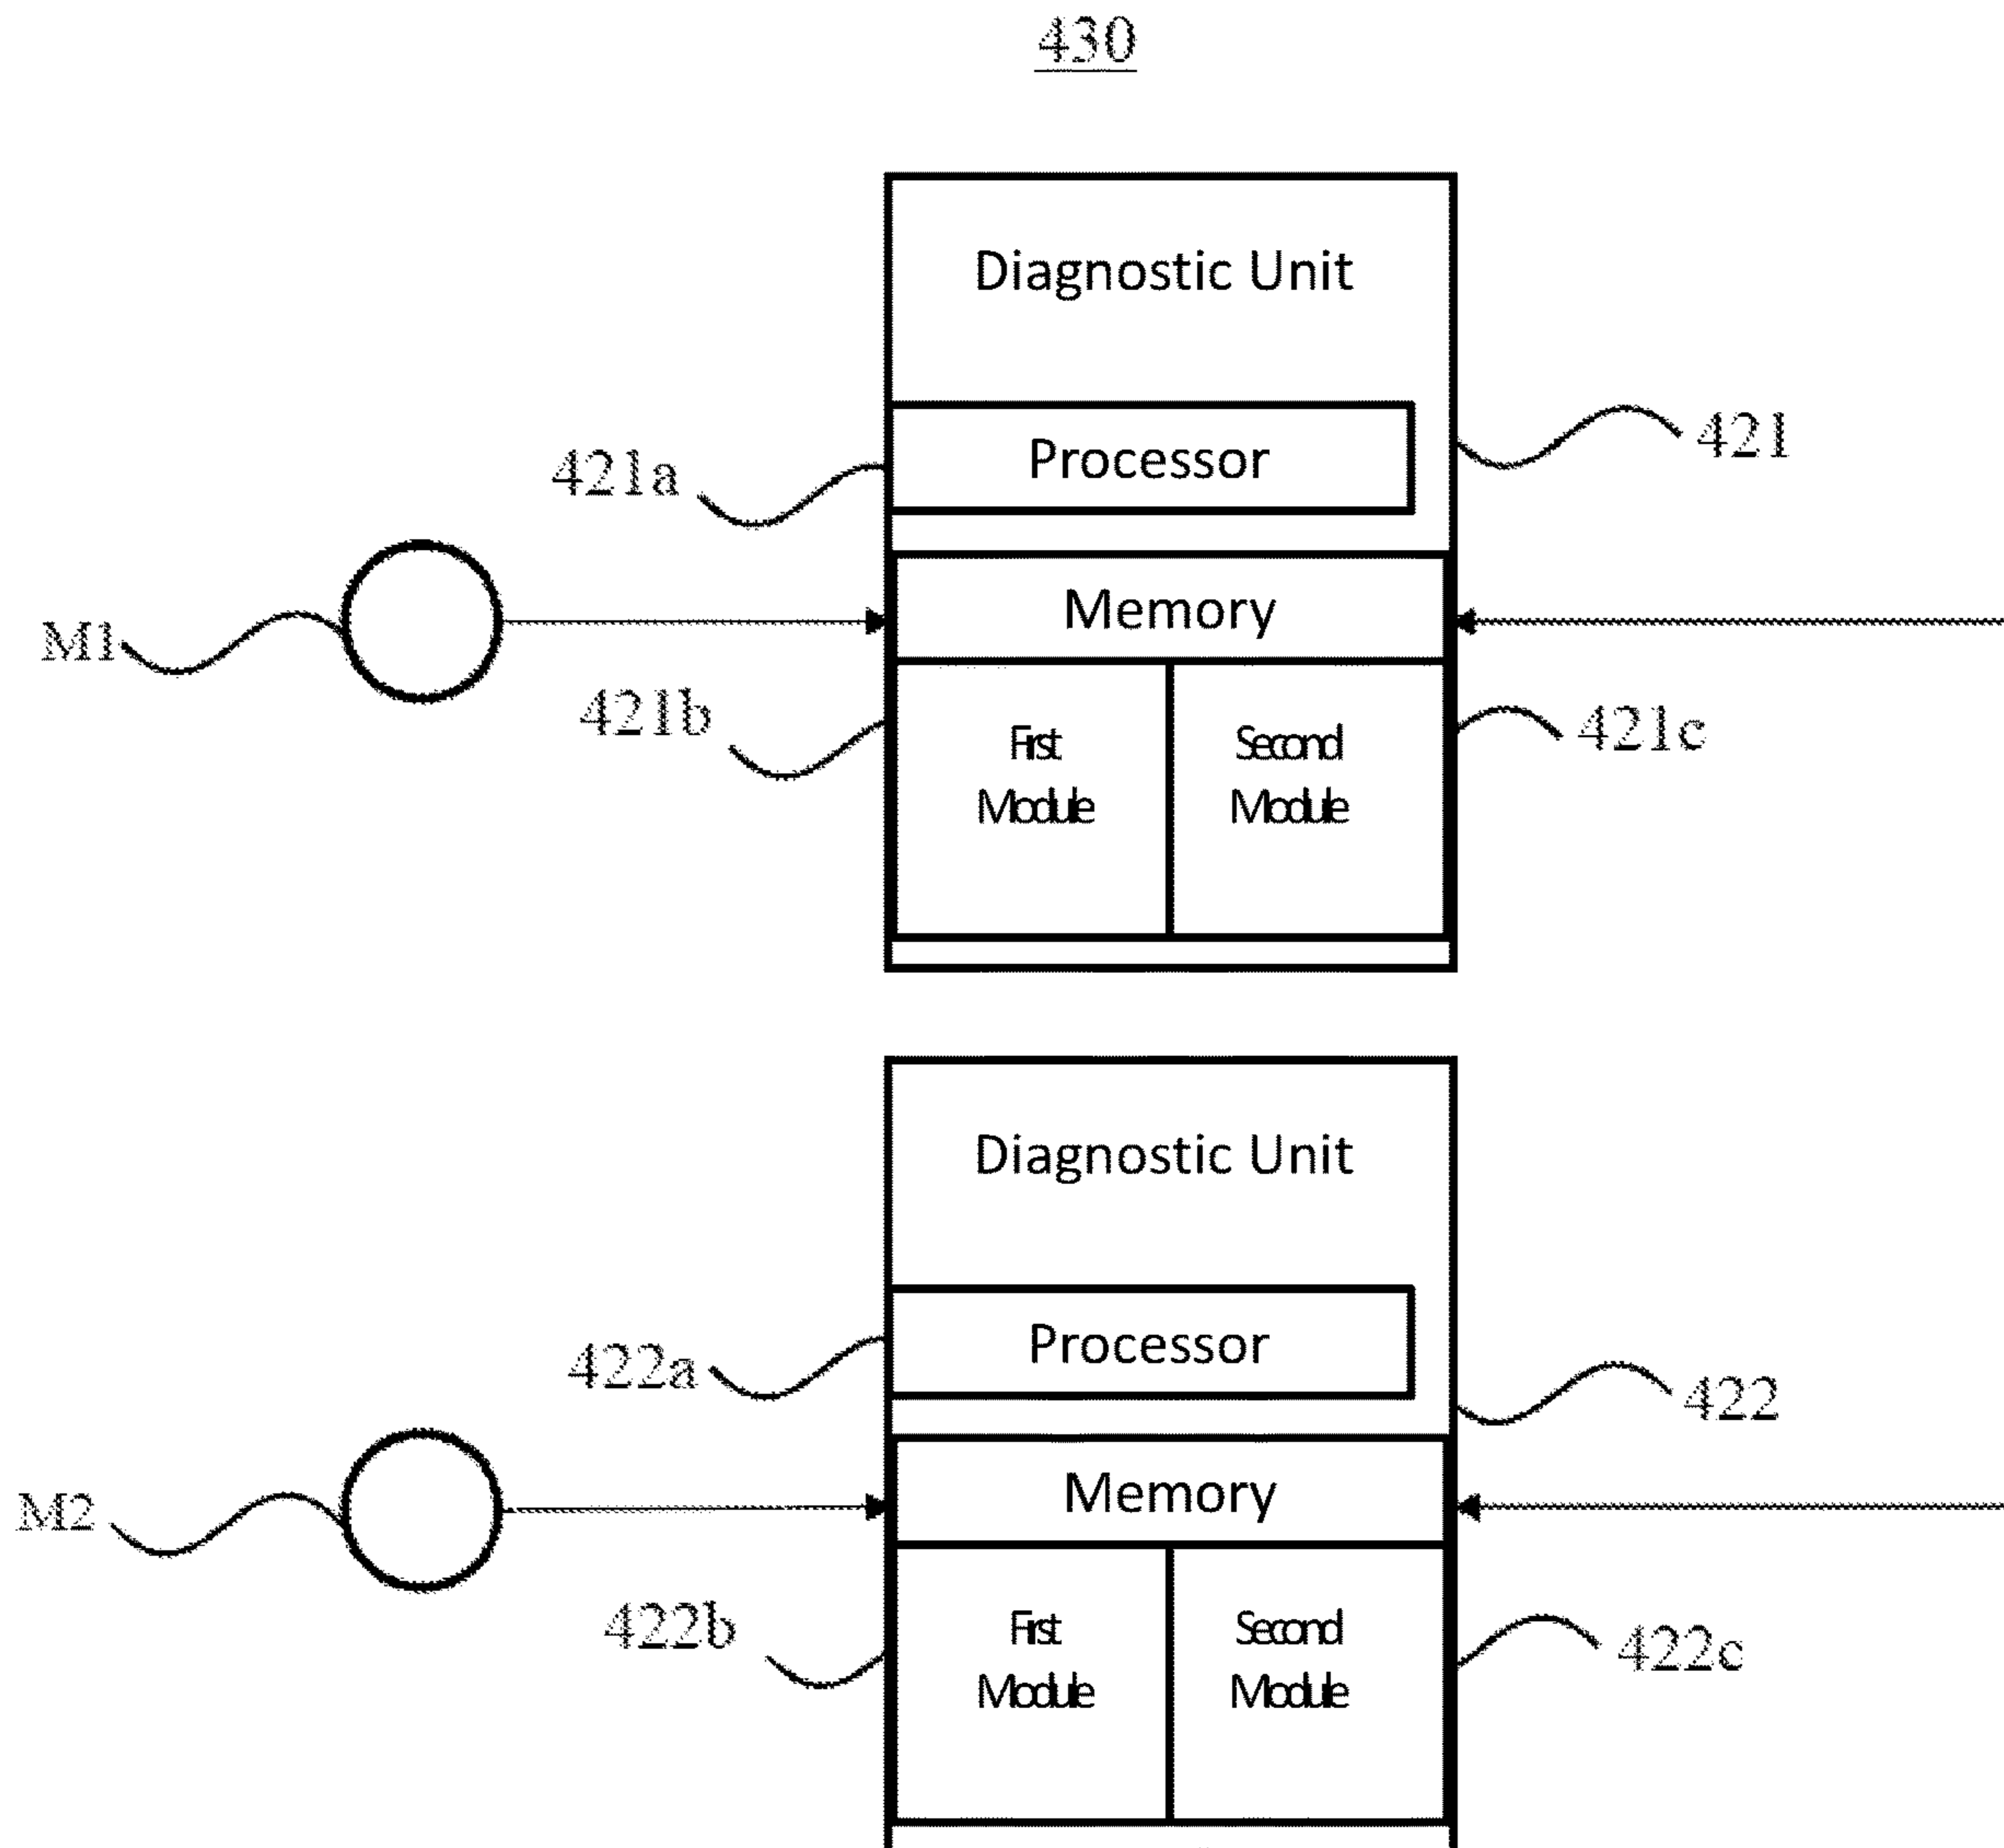 430
Diagnostic Unit
Processor
421
421a
Memory
M1
421b
First
Module
Second
Module
421c
Diagnostic Unit
Processor
422a
422
Memory
M2
422b
First
Module
Second
Module
422c